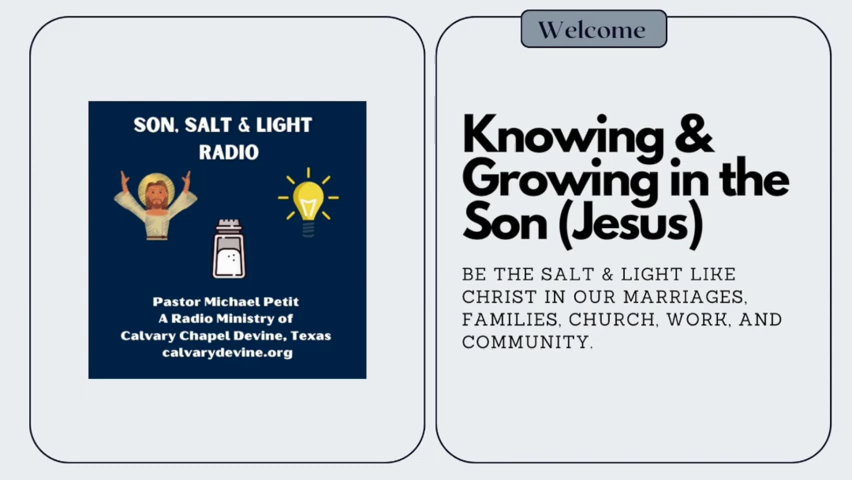 Welcome
SON, SALT & LIGHT
RADIO
Pastor Michael Petit
A Radio Ministry of
Calvary Chapel Devine, Texas
calvarydevine.org
Knowing &
Growing in the
Son (Jesus)
BE THE SALT & LIGHT LIKE
CHRIST IN OUR MARRIAGES,
FAMILIES, CHURCH, WORK, AND
COMMUNITY.